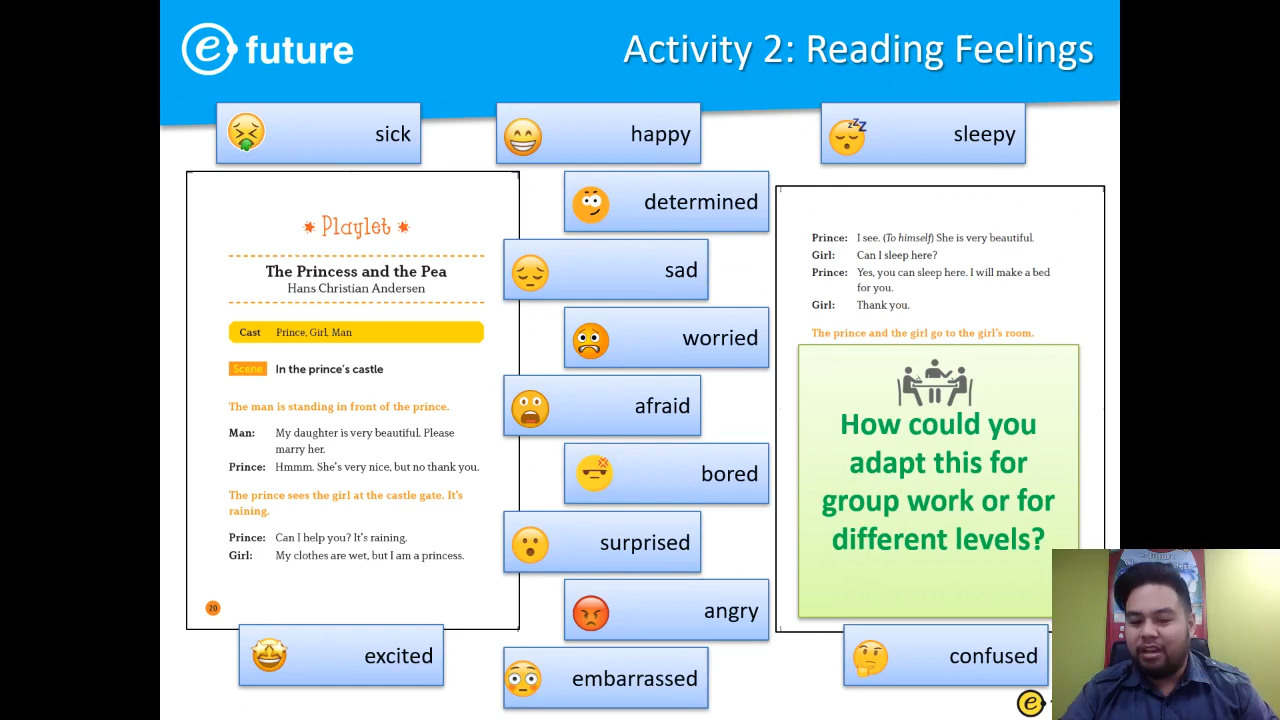 e future
Activity 2: Reading Feelings
sick
happy
sleepy
determined
sad
worried
afraid
bored
surprised
angry
embarrassed
excited
confused
Playlet
The Princess and the Pea
Hans Christian Andersen
Cast Prince, Girl, Man
Scene In the prince's castle
The man is standing in front of the prince.
Man: My daughter is very beautiful. Please
marry her.
Prince: Hmmm. She's very nice, but no thank you.
The prince sees the girl at the castle gate. It's
raining.
Prince: Can I help you? It's raining.
Girl: My clothes are wet, but I am a princess.
20
Prince: I see. (To himself) She is very beautiful.
Girl: Can I sleep here?
Prince: Yes, you can sleep here. I will make a bed
for you.
Girl: Thank you.
The prince and the girl go to the girl's room.
How could you
adapt this for
group work or for
different levels?
e